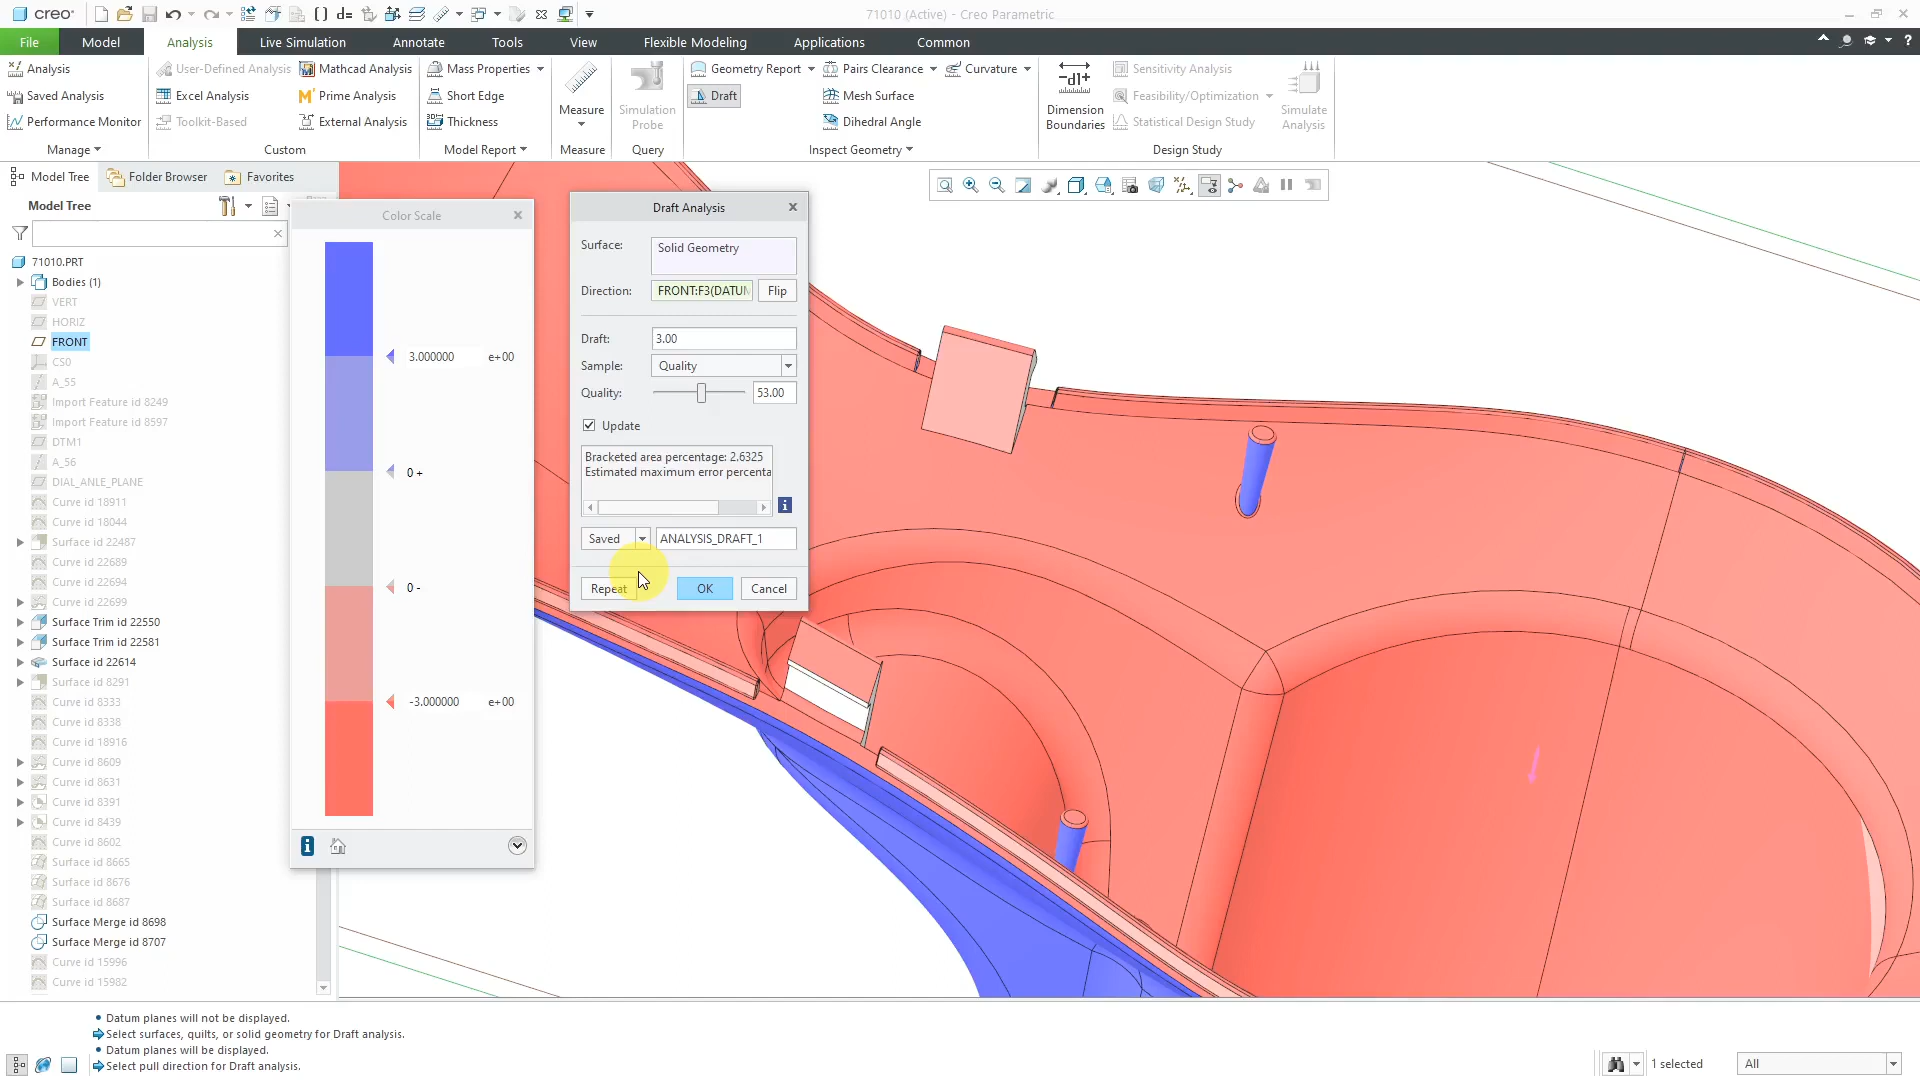 creo
71010 (Active) - Creo Parametric
File
Model
Analysis
Live Simulation
Annotate
Tools
View
Flexible Modeling
Applications
Common
Analysis
Saved Analysis
Performance Monitor
Manage
User-Defined Analysis
Mathcad Analysis
Excel Analysis
Prime Analysis
Toolkit-Based
External Analysis
Custom
Mass Properties
Short Edge
Thickness
Model Report
Measure
Measure
Simulation
Probe
Query
Geometry Report
Pairs Clearance
Curvature
Draft
Mesh Surface
Dihedral Angle
Inspect Geometry
Dimension
Boundaries
Sensitivity Analysis
Feasibility/Optimization
Statistical Design Study
Simulate
Analysis
Design Study
Model Tree
Folder Browser
Favorites
Model Tree
71010.PRT
Bodies (1)
VERT
HORIZ
FRONT
CS0
A_55
Import Feature id 8249
Import Feature id 8597
DTM1
A_56
DIAL_ANLE_PLANE
Curve id 18911
Curve id 18044
Surface id 22487
Curve id 22689
Curve id 22694
Curve id 22699
Surface Trim id 22550
Surface Trim id 22581
Surface id 22614
Surface id 8291
Curve id 8333
Curve id 8338
Curve id 18916
Curve id 8609
Curve id 8631
Curve id 8391
Curve id 8439
Curve id 8602
Surface id 8665
Surface id 8676
Surface id 8687
Surface Merge id 8698
Surface Merge id 8707
Curve id 15996
Curve id 15982
Color Scale
3.000000 e+00
0 +
0 -
-3.000000 e+00
Draft Analysis
Surface: Solid Geometry
Direction: FRONT:F3(DATUM Flip
Draft: 3.00
Sample: Quality
Quality: 53.00
Update
Bracketed area percentage: 2.6325
Estimated maximum error percenta
Saved ANALYSIS_DRAFT_1
Repeat OK Cancel
Datum planes will not be displayed.
Select surfaces, quilts, or solid geometry for Draft analysis.
Datum planes will be displayed.
Select pull direction for Draft analysis.
1 selected
All